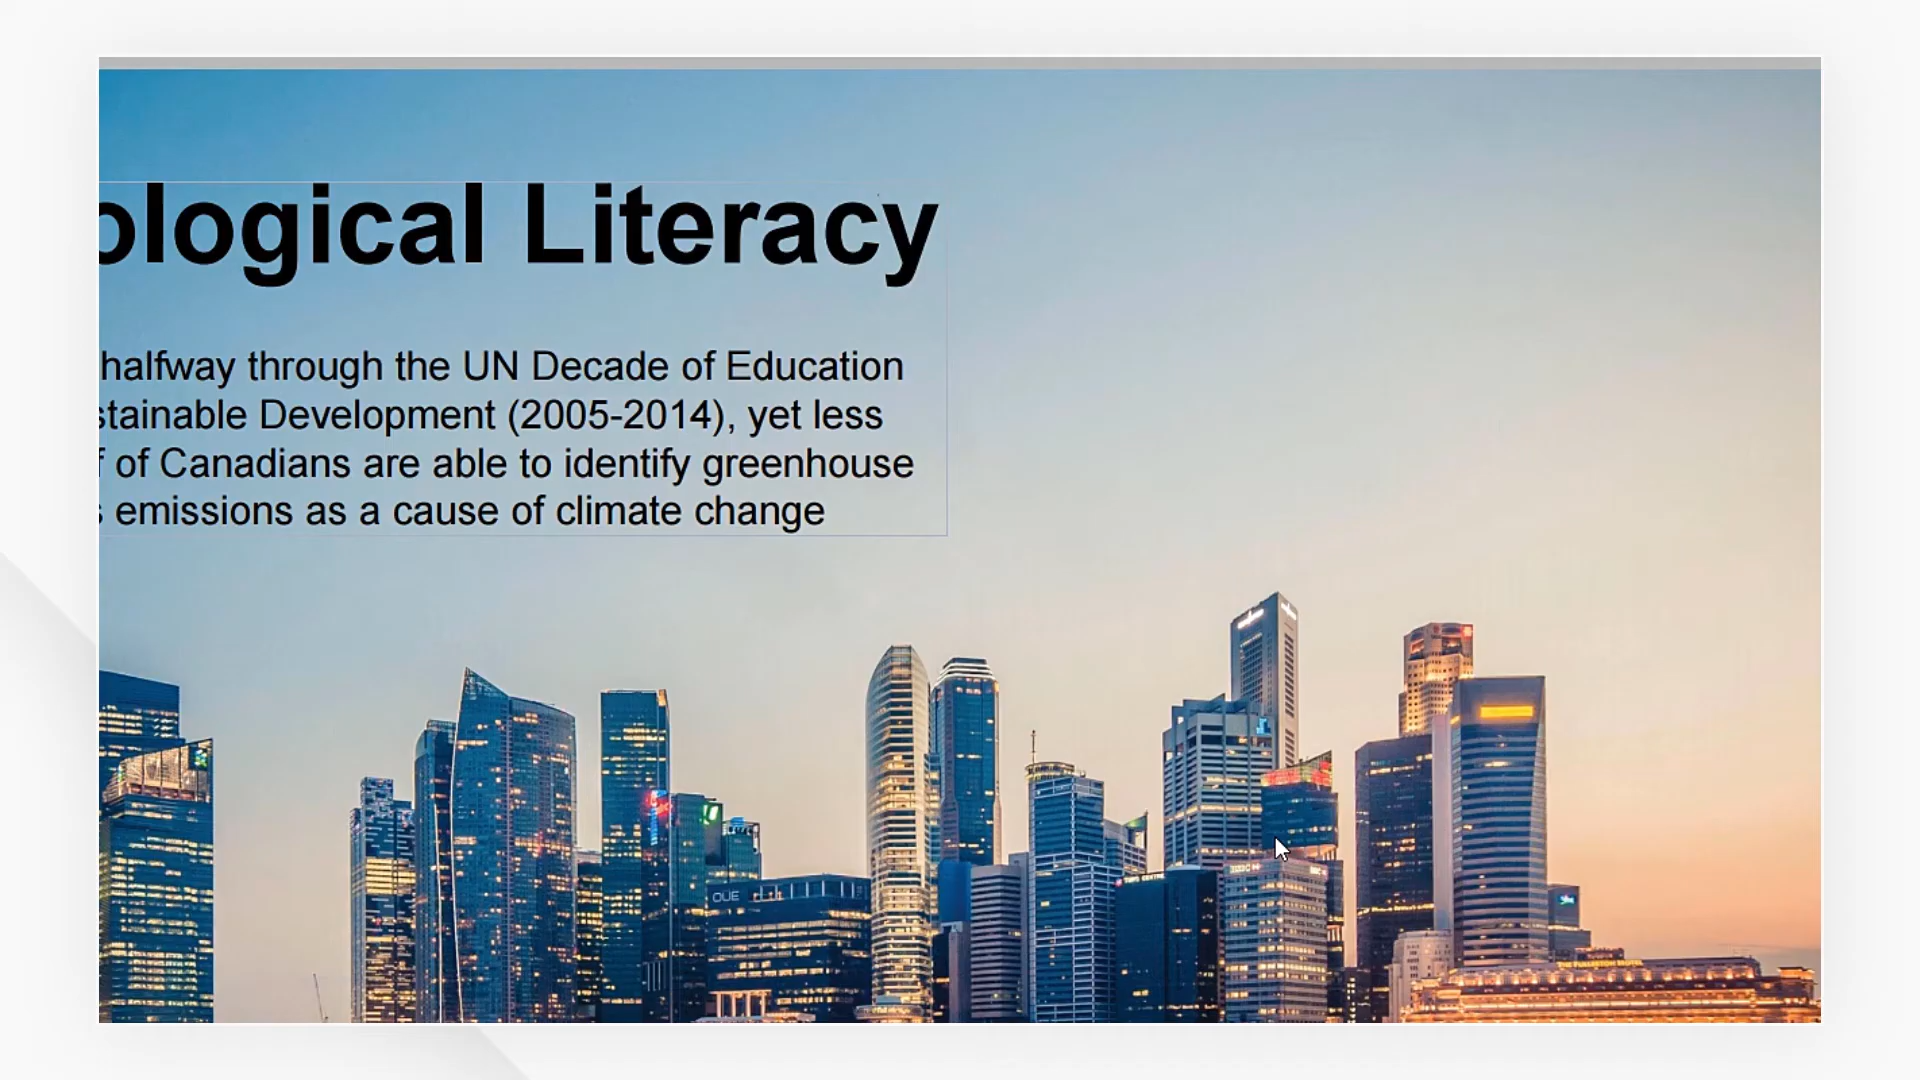 ological Literacy
halfway through the UN Decade of Education
stainable Development (2005-2014), yet less
f of Canadians are able to identify greenhouse
s emissions as a cause of climate change
OUE